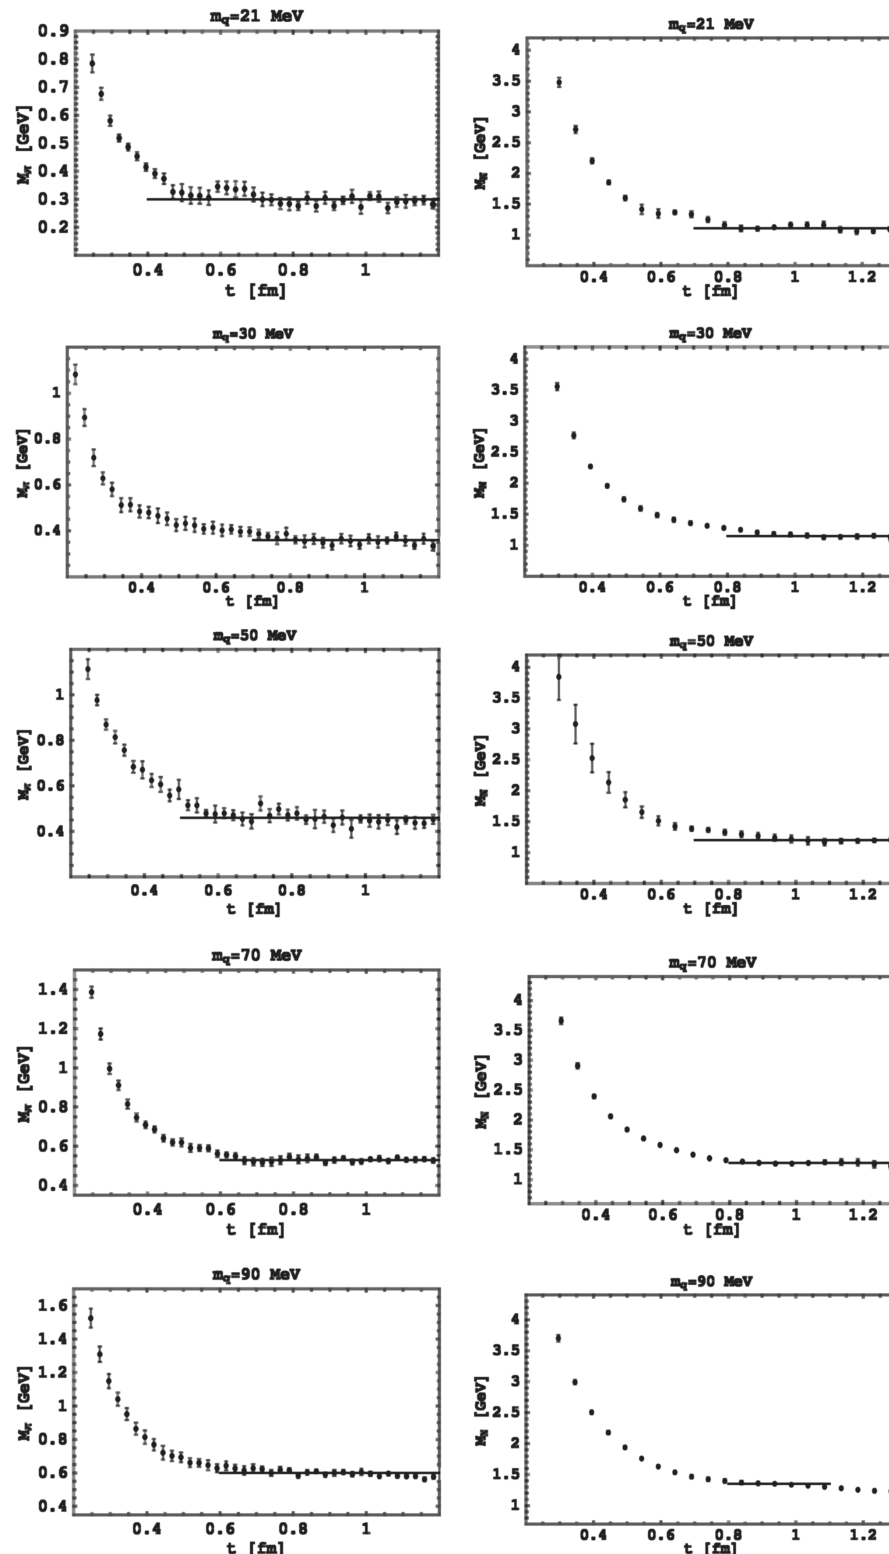 m_q=21 MeV
M_π [GeV]
0.9
0.8
0.7
0.6
0.5
0.4
0.3
0.2
0.4 0.6 0.8 1
t [fm]
m_q=21 MeV
M_N [GeV]
4
3.5
3
2.5
2
1.5
1
0.4 0.6 0.8 1 1.2
t [fm]
m_q=30 MeV
M_π [GeV]
1
0.8
0.6
0.4
0.4 0.6 0.8 1
t [fm]
m_q=30 MeV
M_N [GeV]
4
3.5
3
2.5
2
1.5
1
0.4 0.6 0.8 1 1.2
t [fm]
m_q=50 MeV
M_π [GeV]
1
0.8
0.6
0.4
0.4 0.6 0.8 1
t [fm]
m_q=50 MeV
M_N [GeV]
4
3.5
3
2.5
2
1.5
1
0.4 0.6 0.8 1 1.2
t [fm]
m_q=70 MeV
M_π [GeV]
1.4
1.2
1
0.8
0.6
0.4
0.4 0.6 0.8 1
t [fm]
m_q=70 MeV
M_N [GeV]
4
3.5
3
2.5
2
1.5
1
0.4 0.6 0.8 1 1.2
t [fm]
m_q=90 MeV
M_π [GeV]
1.6
1.4
1.2
1
0.8
0.6
0.4
0.4 0.6 0.8 1
t [fm]
m_q=90 MeV
M_N [GeV]
4
3.5
3
2.5
2
1.5
1
0.4 0.6 0.8 1 1.2
t [fm]